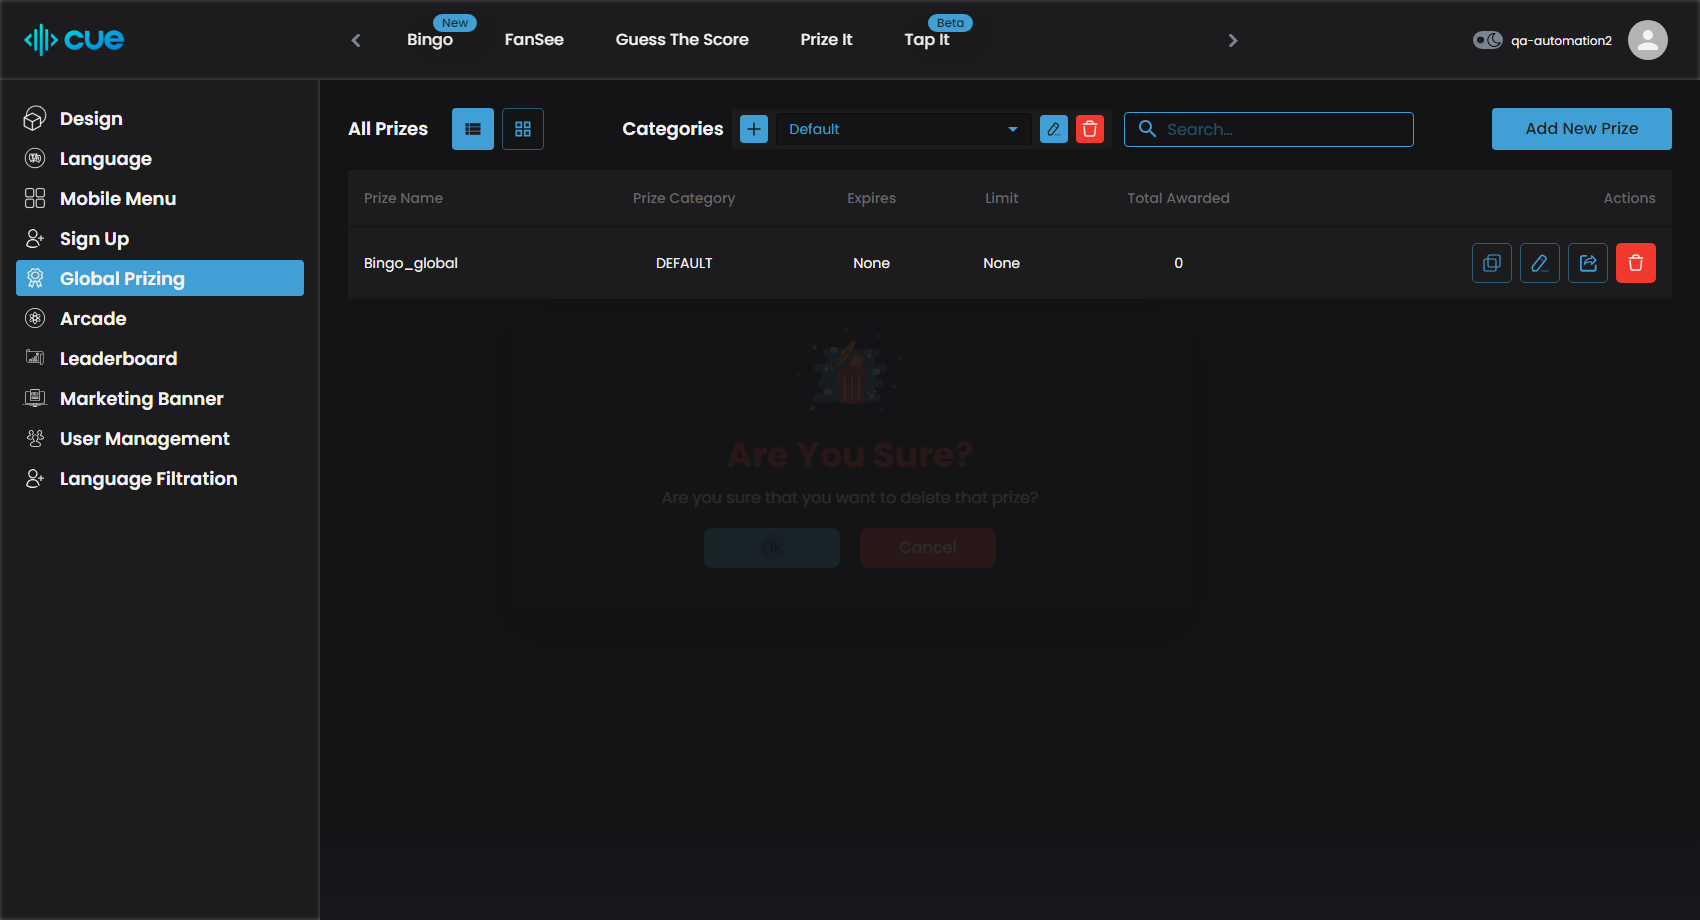 cue
Bingo
New
FanSee
Guess The Score
Prize It
Tap It
Beta
qa-automation2
Design
Language
Mobile Menu
Sign Up
Global Prizing
Arcade
Leaderboard
Marketing Banner
User Management
Language Filtration
All Prizes
Categories
Default
Search...
Add New Prize
Prize Name Prize Category Expires Limit Total Awarded Actions
Bingo_global DEFAULT None None 0
Are You Sure?
Are you sure that you want to delete that prize?
Ok
Cancel